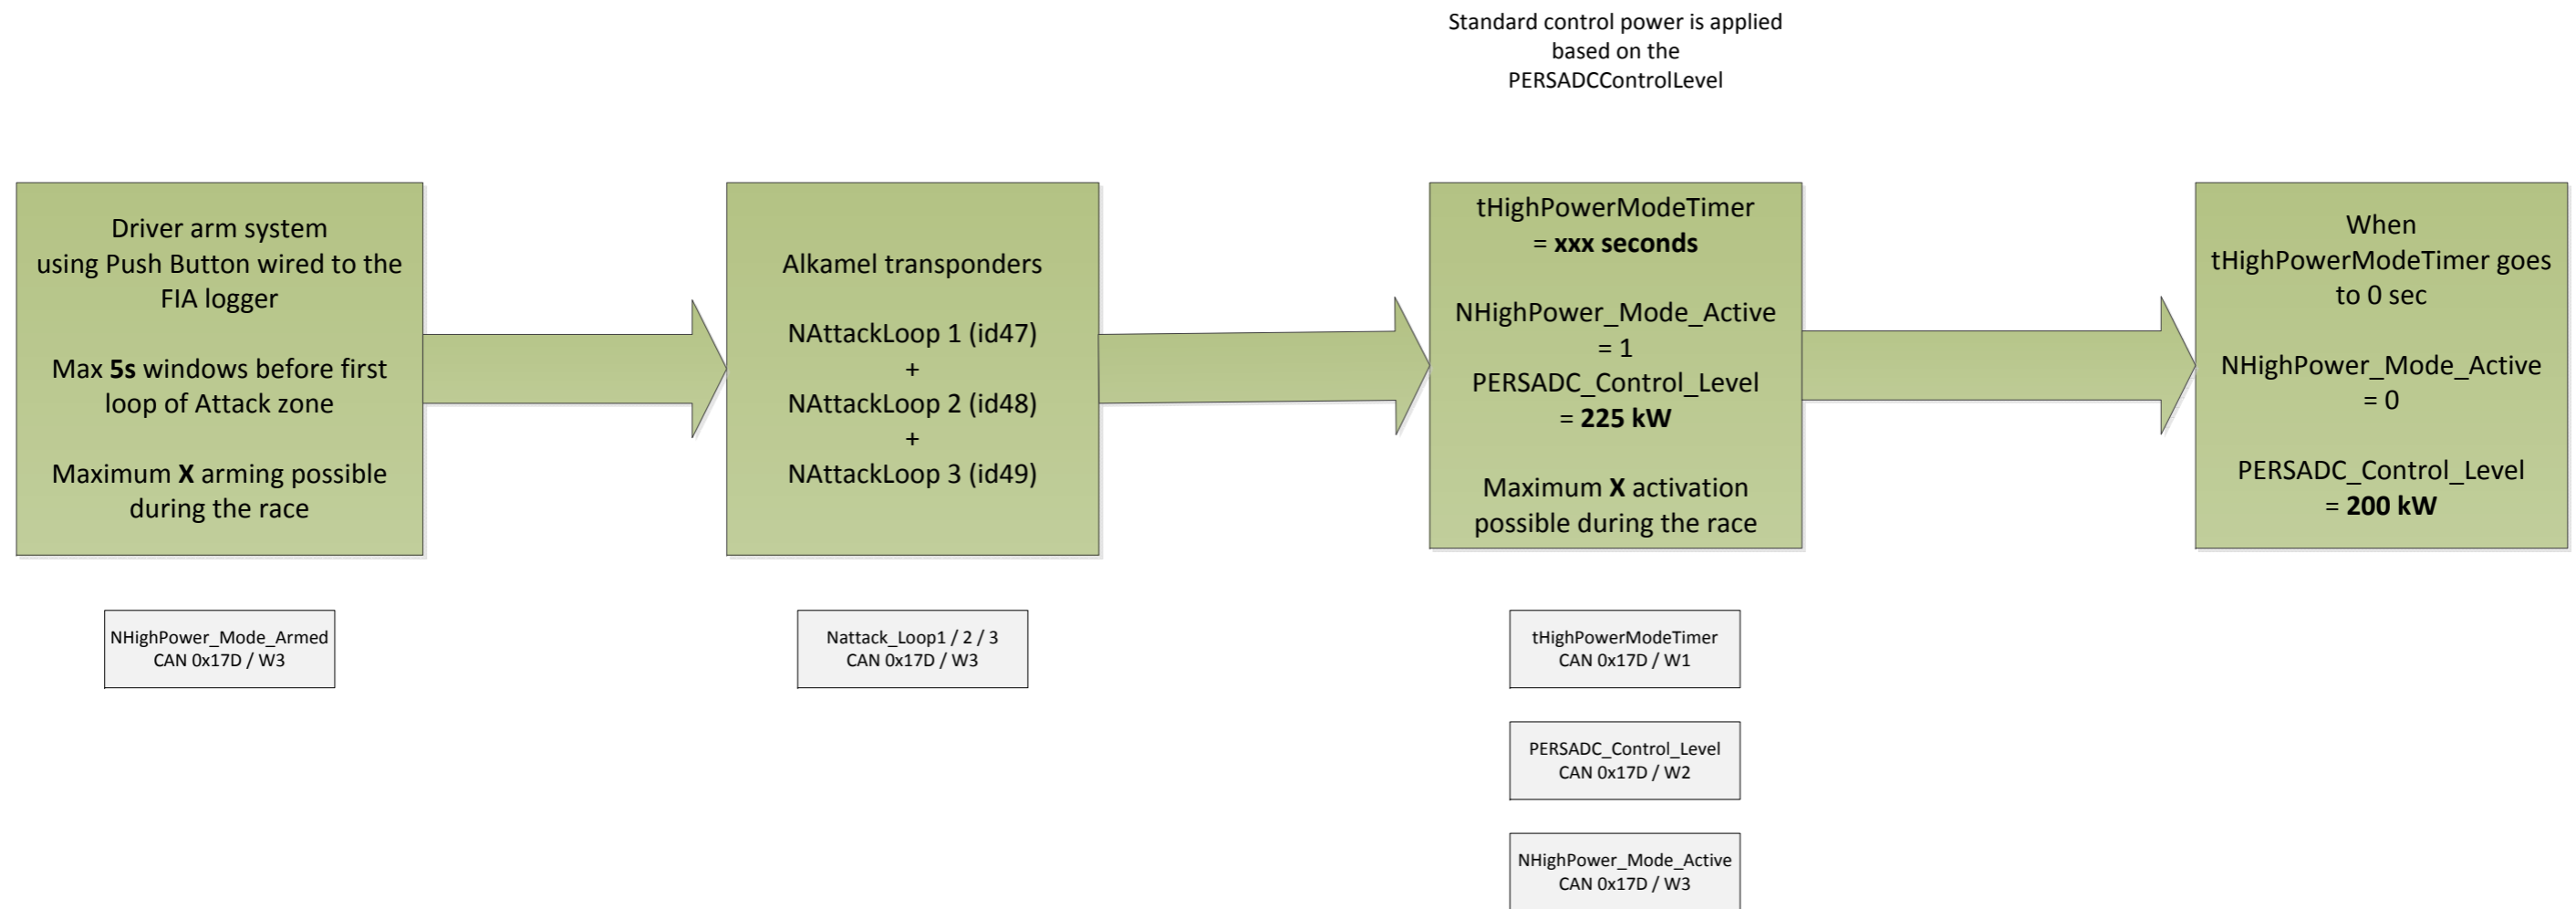 Standard control power is applied
based on the
PERSADCControlLevel
Driver arm system
using Push Button wired to the
FIA logger
Max 5s windows before first
loop of Attack zone
Maximum X arming possible
during the race
Alkamel transponders
NAttackLoop 1 (id47)
+
NAttackLoop 2 (id48)
+
NAttackLoop 3 (id49)
tHighPowerModeTimer
= xxx seconds
NHighPower_Mode_Active
= 1
PERSADC_Control_Level
= 225 kW
Maximum X activation
possible during the race
When
tHighPowerModeTimer goes
to 0 sec
NHighPower_Mode_Active
= 0
PERSADC_Control_Level
= 200 kW
NHighPower_Mode_Armed
CAN 0x17D / W3
Nattack_Loop1 / 2 / 3
CAN 0x17D / W3
tHighPowerModeTimer
CAN 0x17D / W1
PERSADC_Control_Level
CAN 0x17D / W2
NHighPower_Mode_Active
CAN 0x17D / W3